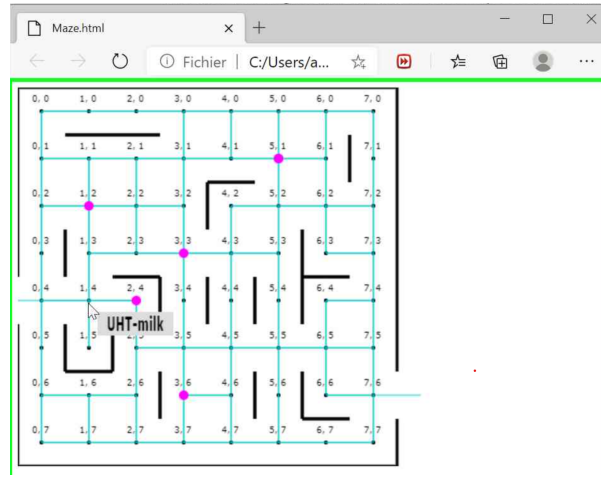 Maze.html
Fichier C:/Users/a...
0, 0 1, 0 2, 0 3, 0 4, 0 5, 0 6, 0 7, 0
0, 1 1, 1 2, 1 3, 1 4, 1 5, 1 6, 1 7, 1
0, 2 1, 2 2, 2 3, 2 4, 2 5, 2 6, 2 7, 2
0, 3 1, 3 2, 3 3, 3 4, 3 5, 3 6, 3 7, 3
0, 4 1, 4 2, 4 3, 4 4, 4 5, 4 6, 4 7, 4
UHT-milk
0, 5 1, 5 5 3, 5 4, 5 5, 5 6, 5 7, 5
0, 6 1, 6 2, 6 3, 6 4, 6 5, 6 6, 6 7, 6
0, 7 1, 7 2, 7 3, 7 4, 7 5, 7 6, 7 7, 7